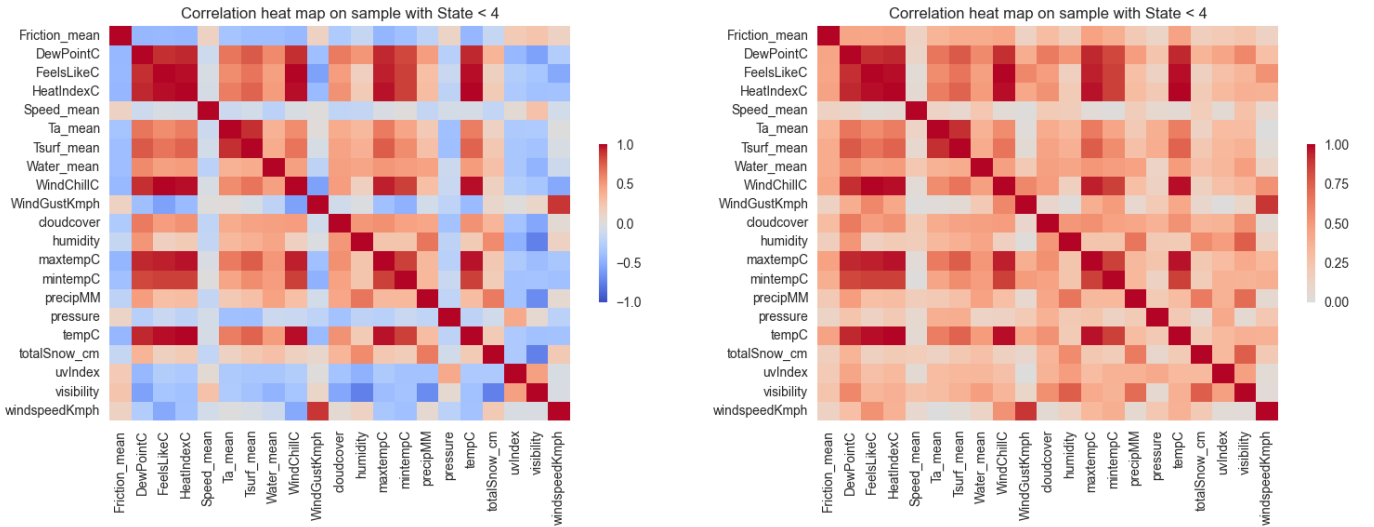 Correlation heat map on sample with State < 4
Friction_mean
DewPointC
FeelsLikeC
HeatIndexC
Speed_mean
Ta_mean
Tsurf_mean
Water_mean
WindChillC
WindGustKmph
cloudcover
humidity
maxtempC
mintempC
precipMM
pressure
tempC
totalSnow_cm
uvIndex
visibility
windspeedKmph
Friction_mean
DewPointC
FeelsLikeC
HeatIndexC
Speed_mean
Ta_mean
Tsurf_mean
Water_mean
WindChillC
WindGustKmph
cloudcover
humidity
maxtempC
mintempC
precipMM
pressure
tempC
totalSnow_cm
uvIndex
visibility
windspeedKmph
1.0
0.5
0.0
−0.5
−1.0
Correlation heat map on sample with State < 4
Friction_mean
DewPointC
FeelsLikeC
HeatIndexC
Speed_mean
Ta_mean
Tsurf_mean
Water_mean
WindChillC
WindGustKmph
cloudcover
humidity
maxtempC
mintempC
precipMM
pressure
tempC
totalSnow_cm
uvIndex
visibility
windspeedKmph
Friction_mean
DewPointC
FeelsLikeC
HeatIndexC
Speed_mean
Ta_mean
Tsurf_mean
Water_mean
WindChillC
WindGustKmph
cloudcover
humidity
maxtempC
mintempC
precipMM
pressure
tempC
totalSnow_cm
uvIndex
visibility
windspeedKmph
1.00
0.75
0.50
0.25
0.00